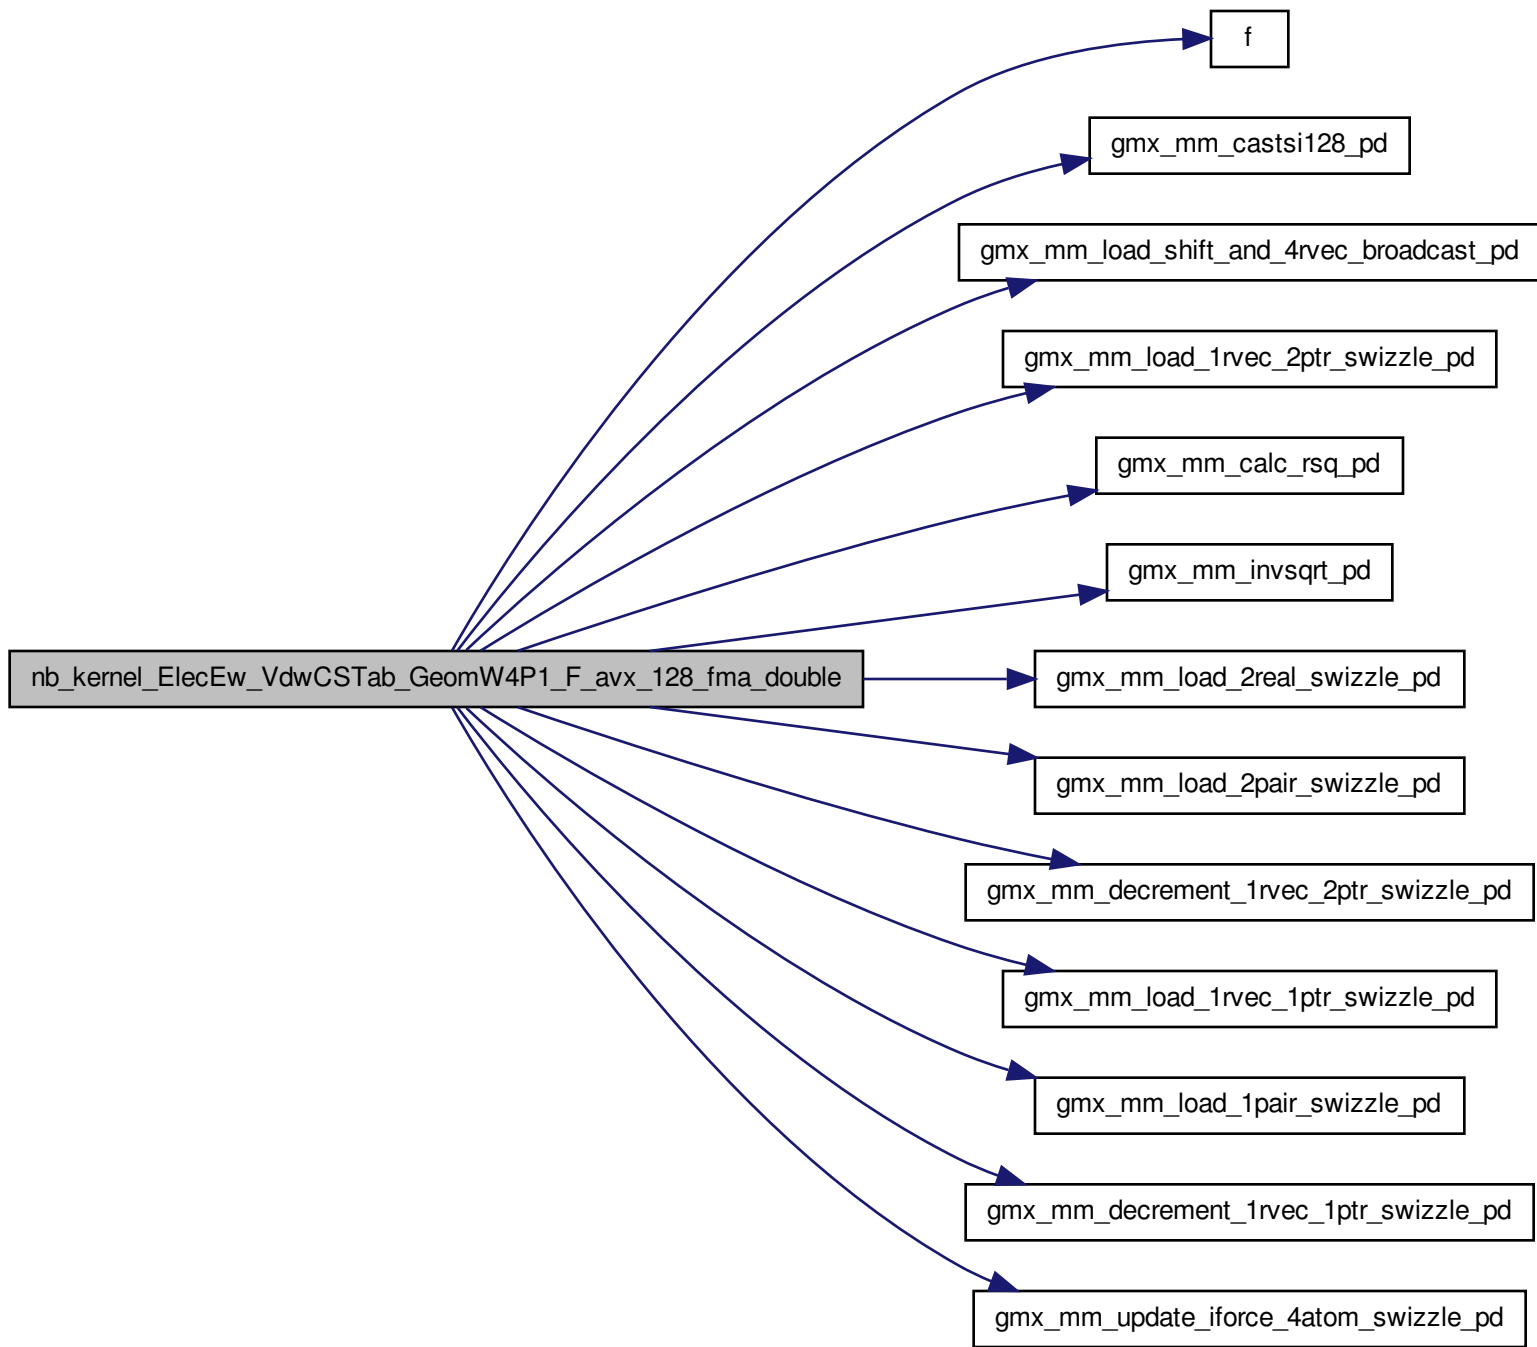 f
gmx_mm_castsi128_pd
gmx_mm_load_shift_and_4rvec_broadcast_pd
gmx_mm_load_1rvec_2ptr_swizzle_pd
gmx_mm_calc_rsq_pd
gmx_mm_invsqrt_pd
nb_kernel_ElecEw_VdwCSTab_GeomW4P1_F_avx_128_fma_double
gmx_mm_load_2real_swizzle_pd
gmx_mm_load_2pair_swizzle_pd
gmx_mm_decrement_1rvec_2ptr_swizzle_pd
gmx_mm_load_1rvec_1ptr_swizzle_pd
gmx_mm_load_1pair_swizzle_pd
gmx_mm_decrement_1rvec_1ptr_swizzle_pd
gmx_mm_update_iforce_4atom_swizzle_pd